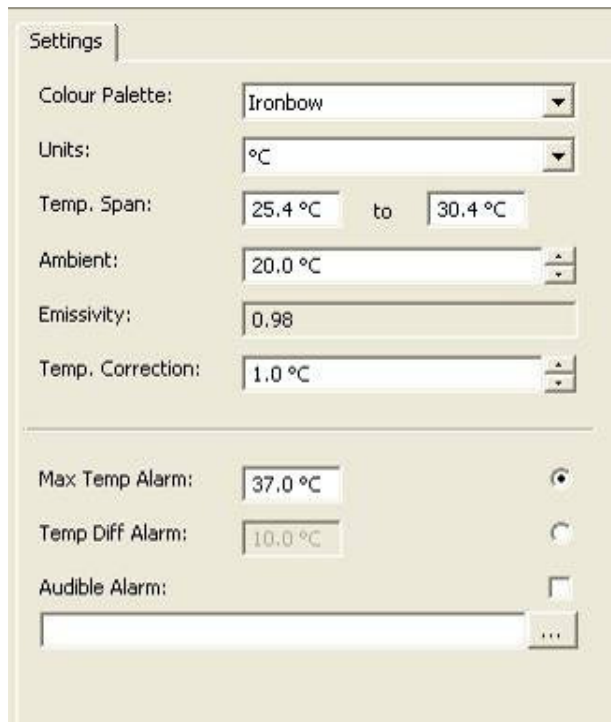 Settings
Colour Palette: Ironbow
Units: °C
Temp. Span: 25.4 °C to 30.4 °C
Ambient: 20.0 °C
Emissivity: 0.98
Temp. Correction: 1.0 °C
Max Temp Alarm: 37.0 °C
Temp Diff Alarm: 10.0 °C
Audible Alarm:
...